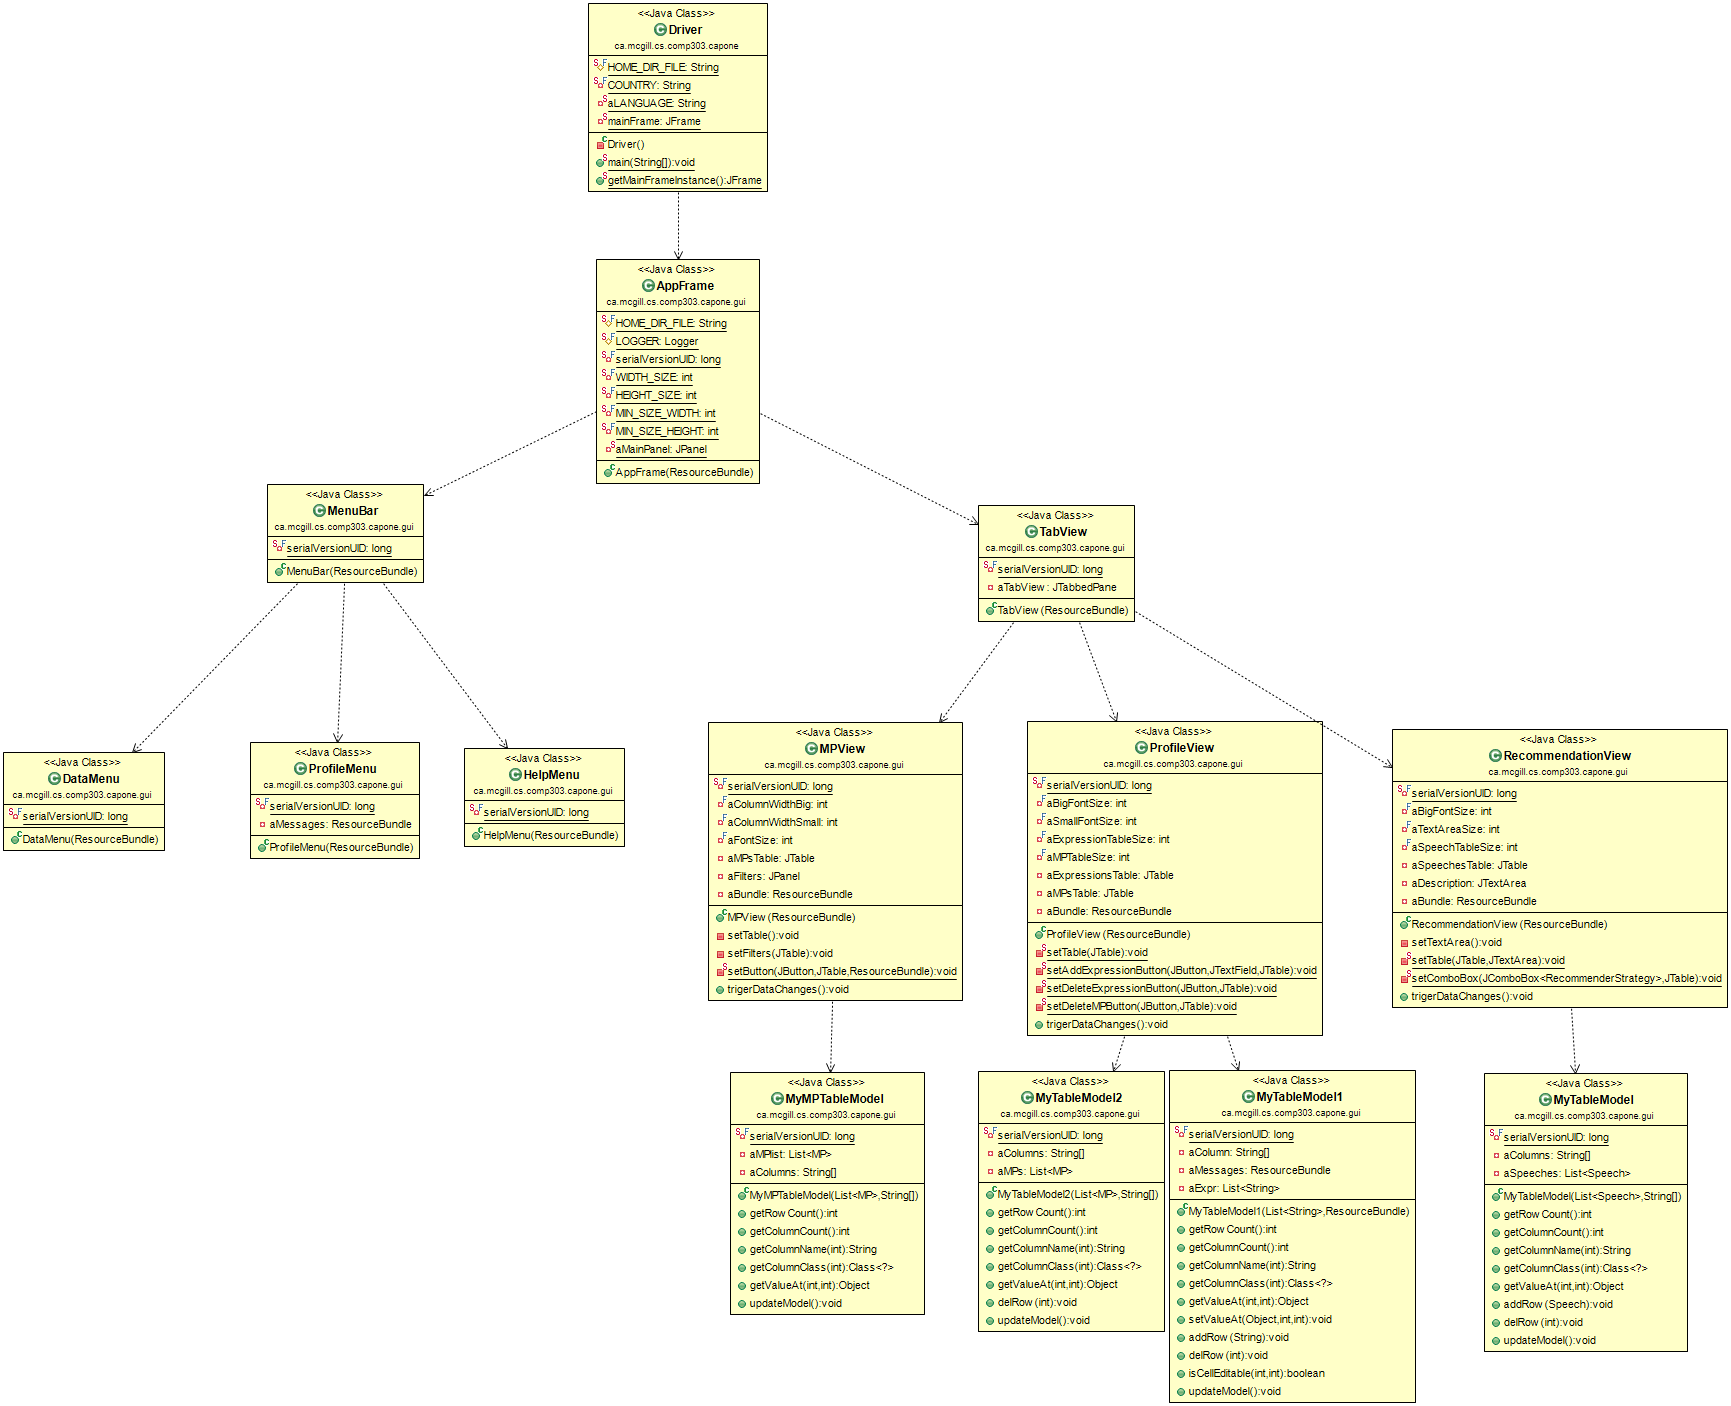 <<Java Class>>
Driver
ca.mcgill.cs.comp303.capone
HOME_DIR_FILE: String
COUNTRY: String
aLANGUAGE: String
mainFrame: JFrame
Driver()
main(String[]):void
getMainFrameInstance():JFrame
<<Java Class>>
AppFrame
ca.mcgill.cs.comp303.capone.gui
HOME_DIR_FILE: String
LOGGER: Logger
serialVersionUID: long
WIDTH_SIZE: int
HEIGHT_SIZE: int
MIN_SIZE_WIDTH: int
MIN_SIZE_HEIGHT: int
aMainPanel: JPanel
AppFrame(ResourceBundle)
<<Java Class>>
MenuBar
ca.mcgill.cs.comp303.capone.gui
serialVersionUID: long
MenuBar(ResourceBundle)
<<Java Class>>
TabView
ca.mcgill.cs.comp303.capone.gui
serialVersionUID: long
aTabView: JTabbedPane
TabView(ResourceBundle)
<<Java Class>>
DataMenu
ca.mcgill.cs.comp303.capone.gui
serialVersionUID: long
DataMenu(ResourceBundle)
<<Java Class>>
ProfileMenu
ca.mcgill.cs.comp303.capone.gui
serialVersionUID: long
aMessages: ResourceBundle
ProfileMenu(ResourceBundle)
<<Java Class>>
HelpMenu
ca.mcgill.cs.comp303.capone.gui
serialVersionUID: long
HelpMenu(ResourceBundle)
<<Java Class>>
MPView
ca.mcgill.cs.comp303.capone.gui
serialVersionUID: long
aColumnWidthBig: int
aColumnWidthSmall: int
aFontSize: int
aMPsTable: JTable
aFilters: JPanel
aBundle: ResourceBundle
MPView(ResourceBundle)
setTable():void
setFilters(JTable):void
setButton(JButton,JTable,ResourceBundle):void
trigerDataChanges():void
<<Java Class>>
ProfileView
ca.mcgill.cs.comp303.capone.gui
serialVersionUID: long
aBigFontSize: int
aSmallFontSize: int
aExpressionTableSize: int
aMPTableSize: int
aExpressionsTable: JTable
aMPsTable: JTable
aBundle: ResourceBundle
ProfileView(ResourceBundle)
setTable(JTable):void
setAddExpressionButton(JButton,JTextField,JTable):void
setDeleteExpressionButton(JButton,JTable):void
setDeleteMPButton(JButton,JTable):void
trigerDataChanges():void
<<Java Class>>
RecommendationView
ca.mcgill.cs.comp303.capone.gui
serialVersionUID: long
aBigFontSize: int
aTextAreaSize: int
aSpeechTableSize: int
aSpeechesTable: JTable
aDescription: JTextArea
aBundle: ResourceBundle
RecommendationView(ResourceBundle)
setTextArea():void
setTable(JTable,JTextArea):void
setComboBox(JComboBox<RecommenderStrategy>,JTable):void
trigerDataChanges():void
<<Java Class>>
MyMPTableModel
ca.mcgill.cs.comp303.capone.gui
serialVersionUID: long
aMPlist: List<MP>
aColumns: String[]
MyMPTableModel(List<MP>,String[])
getRowCount():int
getColumnCount():int
getColumnName(int):String
getColumnClass(int):Class<?>
getValueAt(int,int):Object
updateModel():void
<<Java Class>>
MyTableModel2
ca.mcgill.cs.comp303.capone.gui
serialVersionUID: long
aColumns: String[]
aMPs: List<MP>
MyTableModel2(List<MP>,String[])
getRowCount():int
getColumnCount():int
getColumnName(int):String
getColumnClass(int):Class<?>
getValueAt(int,int):Object
delRow(int):void
updateModel():void
<<Java Class>>
MyTableModel1
ca.mcgill.cs.comp303.capone.gui
serialVersionUID: long
aColumn: String[]
aMessages: ResourceBundle
aExpr: List<String>
MyTableModel1(List<String>,ResourceBundle)
getRowCount():int
getColumnCount():int
getColumnName(int):String
getColumnClass(int):Class<?>
getValueAt(int,int):Object
setValueAt(Object,int,int):void
addRow(String):void
delRow(int):void
isCellEditable(int,int):boolean
updateModel():void
<<Java Class>>
MyTableModel
ca.mcgill.cs.comp303.capone.gui
serialVersionUID: long
aColumns: String[]
aSpeeches: List<Speech>
MyTableModel(List<Speech>,String[])
getRowCount():int
getColumnCount():int
getColumnName(int):String
getColumnClass(int):Class<?>
getValueAt(int,int):Object
addRow(Speech):void
delRow(int):void
updateModel():void